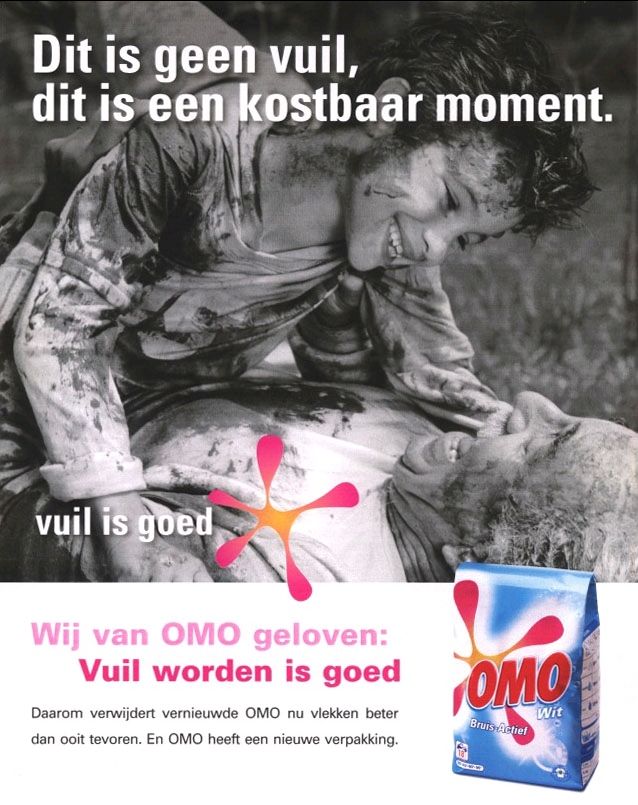 Dit is geen vuil,
dit is een kostbaar moment.
vuil is goed
Wij van OMO geloven:
Vuil worden is goed
Daarom verwijdert vernieuwde OMO nu vlekken beter
dan ooit tevoren. En OMO heeft een nieuwe verpakking.
OMO
Wit
Bruis-Actief